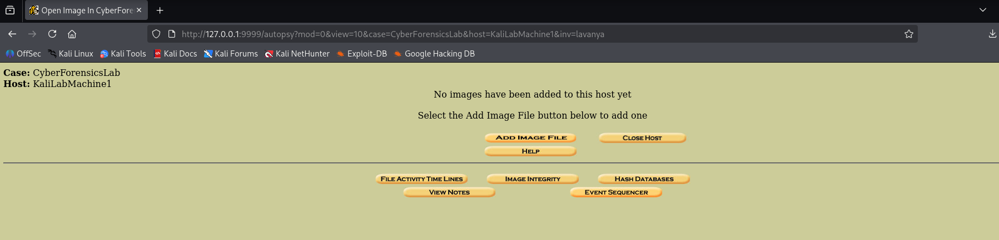 Open Image In CyberFore
http://127.0.0.1:9999/autopsy?mod=0&view=10&case=CyberForensicsLab&host=KaliLabMachine1&inv=lavanya
OffSec Kali Linux Kali Tools Kali Docs Kali Forums Kali NetHunter Exploit-DB Google Hacking DB
Case: CyberForensicsLab
Host: KaliLabMachine1
No images have been added to this host yet
Select the Add Image File button below to add one
ADD IMAGE FILE CLOSE HOST
HELP
FILE ACTIVITY TIME LINES IMAGE INTEGRITY HASH DATABASES
VIEW NOTES EVENT SEQUENCER